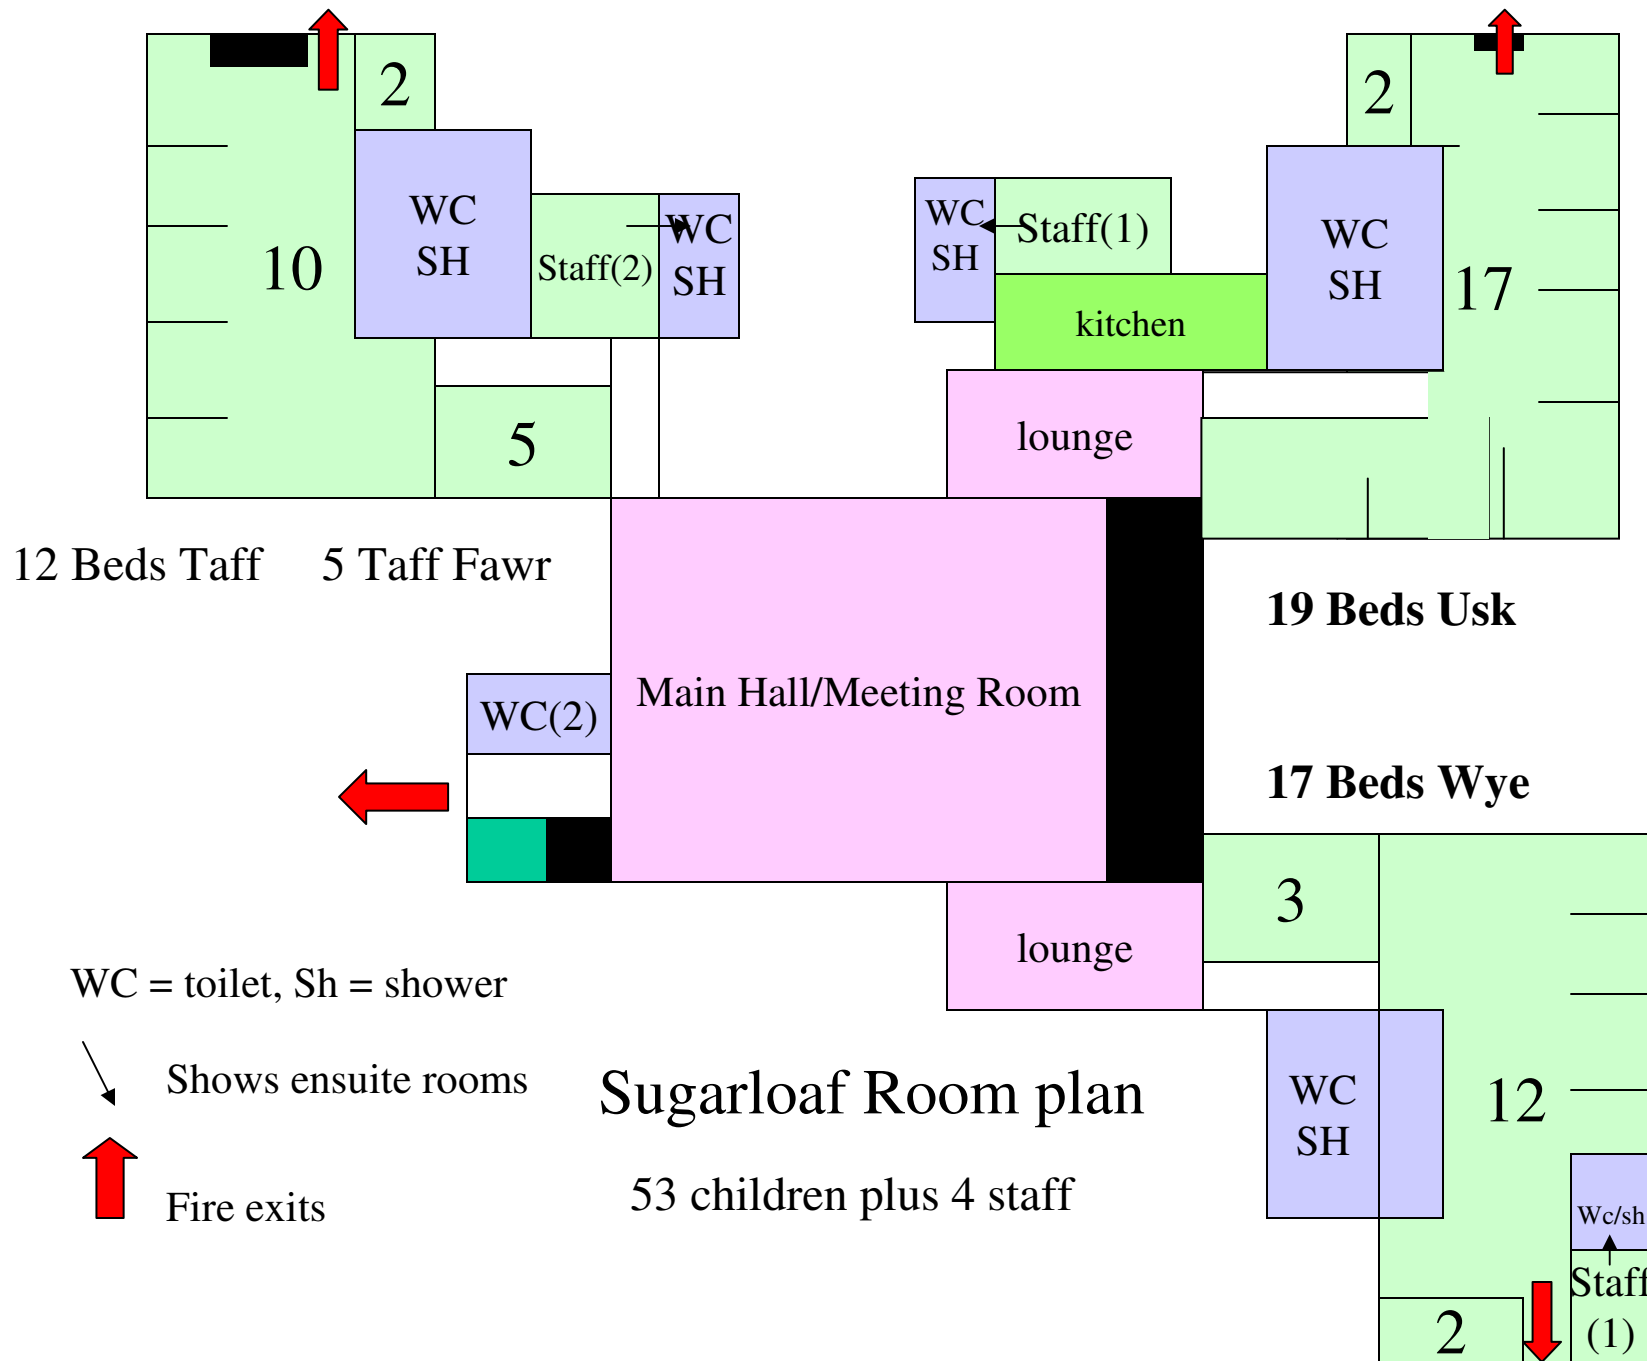 2
2
WC
SH
WC
SH
Staff(2)
10
WC
SH
Staff(1)
WC
SH
17
kitchen
5
lounge
12 Beds Taff
5 Taff Fawr
19 Beds Usk
Main Hall/Meeting Room
WC(2)
17 Beds Wye
3
lounge
WC = toilet, Sh = shower
Shows ensuite rooms
Sugarloaf Room plan
WC
SH
12
Fire exits
53 children plus 4 staff
Wc/sh
Staff
(1)
2